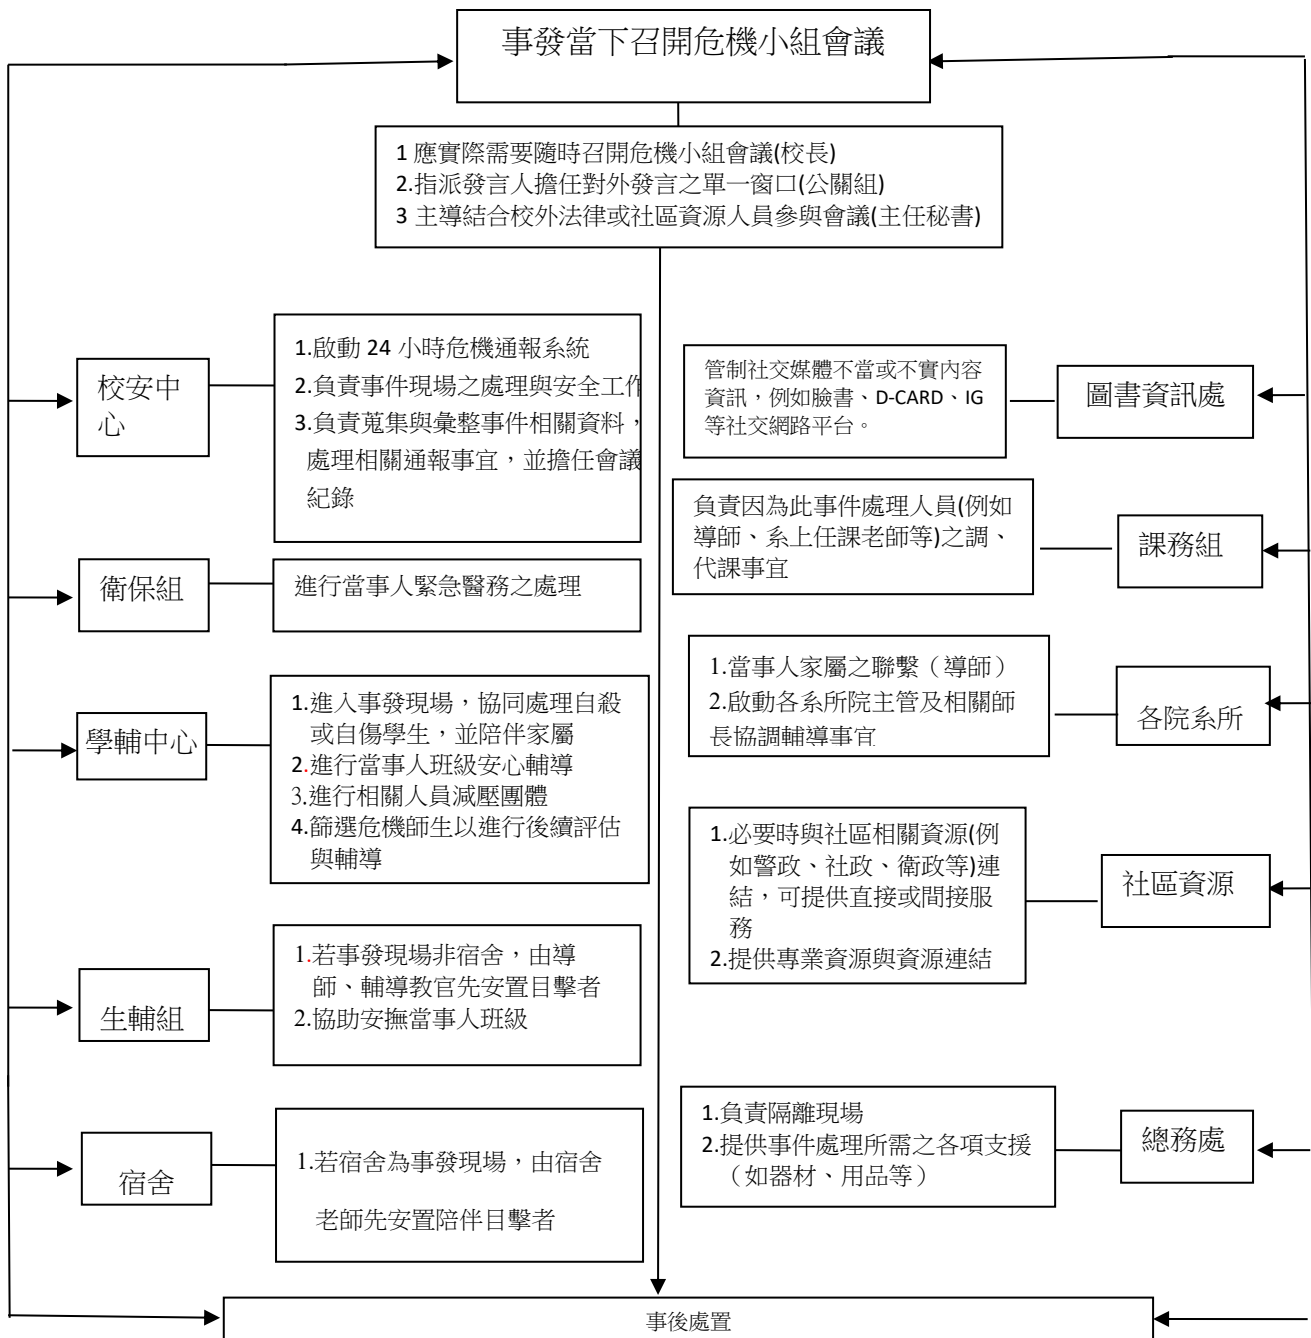 事發當下召開危機小組會議
1 應實際需要隨時召開危機小組會議(校長)
2.指派發言人擔任對外發言之單一窗口(公關組)
3 主導結合校外法律或社區資源人員參與會議(主任秘書)
校安中
心
1.啟動 24 小時危機通報系統
2.負責事件現場之處理與安全工作
3.負責蒐集與彙整事件相關資料，
處理相關通報事宜，並擔任會議
紀錄
衛保組
進行當事人緊急醫務之處理
學輔中心
1.進入事發現場，協同處理自殺
或自傷學生，並陪伴家屬
2.進行當事人班級安心輔導
3.進行相關人員減壓團體
4.篩選危機師生以進行後續評估
與輔導
生輔組
1.若事發現場非宿舍，由導
師、輔導教官先安置目擊者
2.協助安撫當事人班級
宿舍
1.若宿舍為事發現場，由宿舍
老師先安置陪伴目擊者
管制社交媒體不當或不實內容
資訊，例如臉書、D-CARD、IG
等社交網路平台。
圖書資訊處
負責因為此事件處理人員(例如
導師、系上任課老師等)之調、
代課事宜
課務組
1.當事人家屬之聯繫（導師）
2.啟動各系所院主管及相關師
長協調輔導事宜
各院系所
1.必要時與社區相關資源(例
如警政、社政、衛政等)連
結，可提供直接或間接服
務
2.提供專業資源與資源連結
社區資源
1.負責隔離現場
2.提供事件處理所需之各項支援
（如器材、用品等）
總務處
事後處置